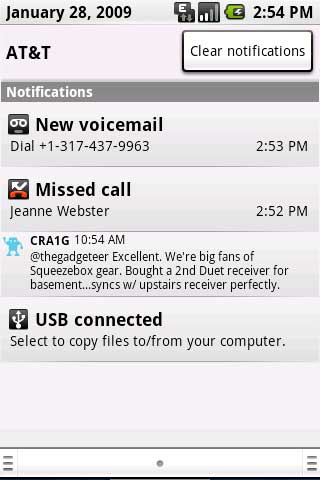 January 28, 2009 2:54 PM
AT&T
Clear notifications
Notifications
New voicemail
Dial +1-317-437-9963 2:53 PM
Missed call
Jeanne Webster 2:52 PM
CRA1G 10:54 AM
@thegadgeteer Excellent. We're big fans of
Squeezebox gear. Bought a 2nd Duet receiver for
basement...syncs w/ upstairs receiver perfectly.
USB connected
Select to copy files to/from your computer.